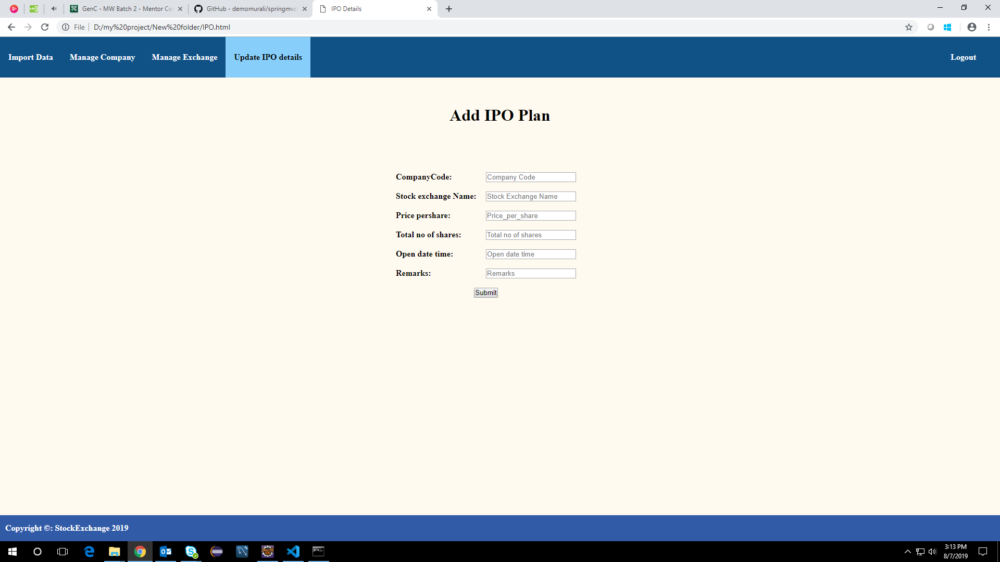 GenC - MW Batch 2 - Mentor Co
GitHub - demomurali/springmvc
IPO Details
File
D:/my%20project/New%20folder/IPO.html
Import Data
Manage Company
Manage Exchange
Update IPO details
Logout
Add IPO Plan
CompanyCode:
Company Code
Stock exchange Name:
Stock Exchange Name
Price pershare:
Price_per_share
Total no of shares:
Total no of shares
Open date time:
Open date time
Remarks:
Remarks
Submit
Copyright ©: StockExchange 2019
3:13 PM
8/7/2019